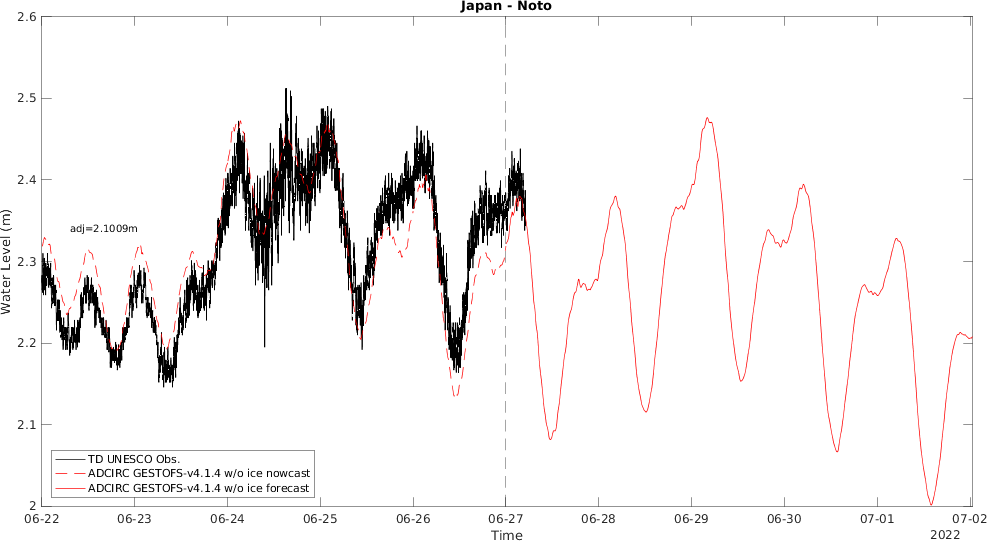 Japan - Noto
2.6
2.5
2.4
2.3
2.2
2.1
2
Water Level (m)
adj=2.1009m
TD UNESCO Obs.
ADCIRC GESTOFS-v4.1.4 w/o ice nowcast
ADCIRC GESTOFS-v4.1.4 w/o ice forecast
06-22 06-23 06-24 06-25 06-26 06-27 06-28 06-29 06-30 07-01 07-02
Time
2022